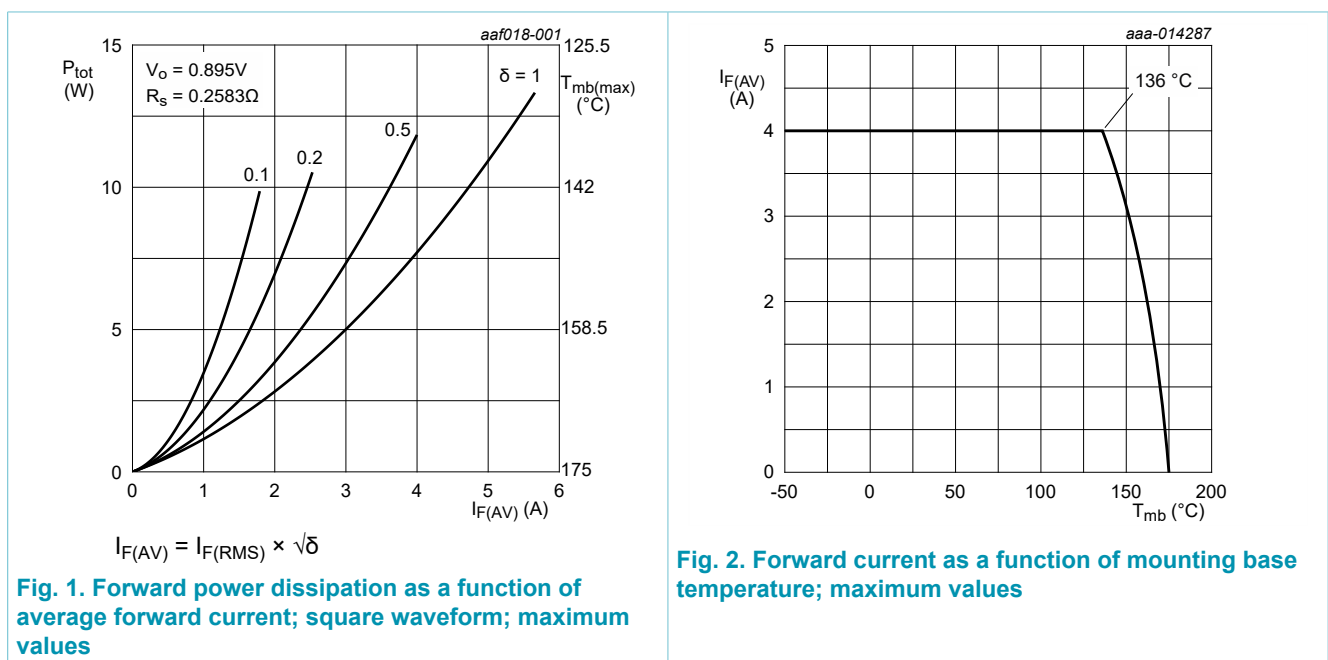 aaf018-001
15
125.5
Ptot
(W)
Vo = 0.895V
Rs = 0.2583Ω
δ = 1
Tmb(max)
(°C)
0.5
0.2
0.1
10
142
5
158.5
0
175
0 1 2 3 4 5 6
IF(AV) (A)
IF(AV) = IF(RMS) × √δ
Fig. 1. Forward power dissipation as a function of
average forward current; square waveform; maximum
values
aaa-014287
5
IF(AV)
(A)
136 °C
4
3
2
1
0
-50 0 50 100 150 200
Tmb (°C)
Fig. 2. Forward current as a function of mounting base
temperature; maximum values